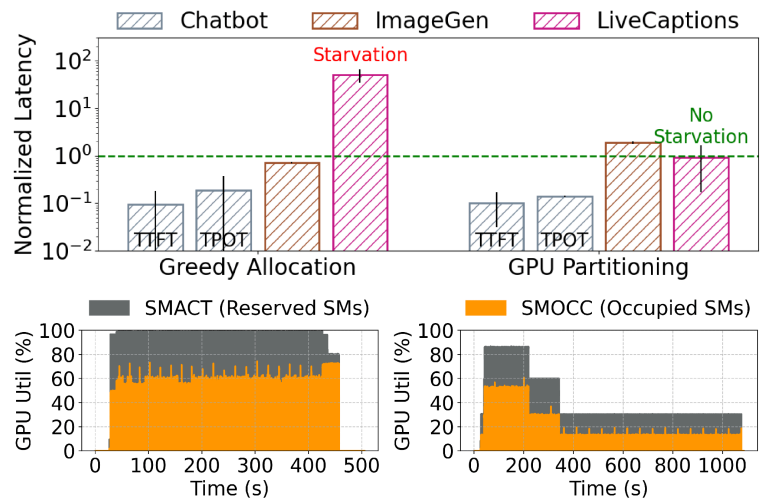 Chatbot ImageGen LiveCaptions
Normalized Latency
10²
10¹
10⁰
10⁻¹
10⁻²
Starvation
No
Starvation
TTFT TPOT TTFT TPOT
Greedy Allocation GPU Partitioning
SMACT (Reserved SMs) SMOCC (Occupied SMs)
GPU Util (%)
100
80
60
40
20
0
0 100 200 300 400 500
Time (s)
GPU Util (%)
100
80
60
40
20
0
0 200 400 600 800 1000
Time (s)